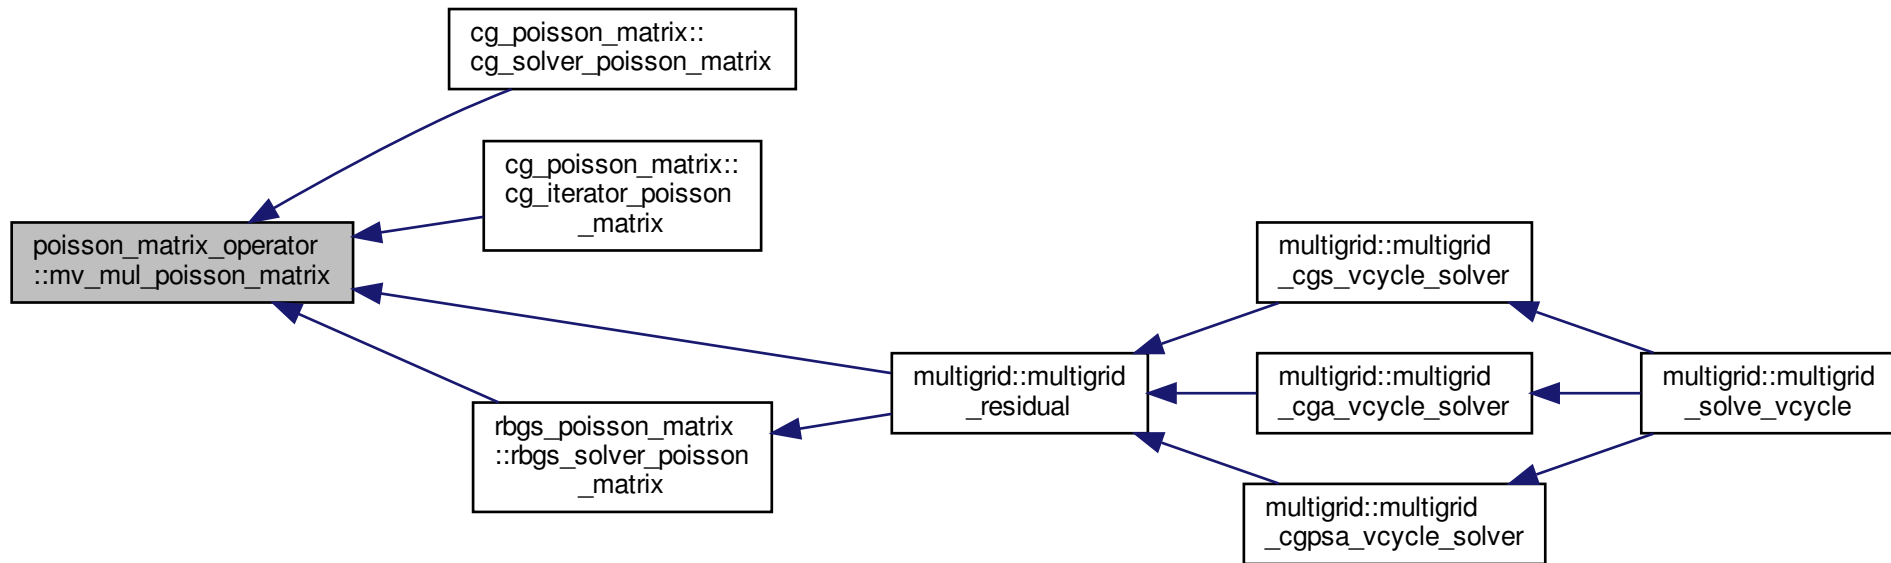 cg_poisson_matrix::
cg_solver_poisson_matrix
cg_poisson_matrix::
cg_iterator_poisson
_matrix
poisson_matrix_operator
::mv_mul_poisson_matrix
rbgs_poisson_matrix
::rbgs_solver_poisson
_matrix
multigrid::multigrid
_residual
multigrid::multigrid
_cgs_vcycle_solver
multigrid::multigrid
_cga_vcycle_solver
multigrid::multigrid
_cgpsa_vcycle_solver
multigrid::multigrid
_solve_vcycle